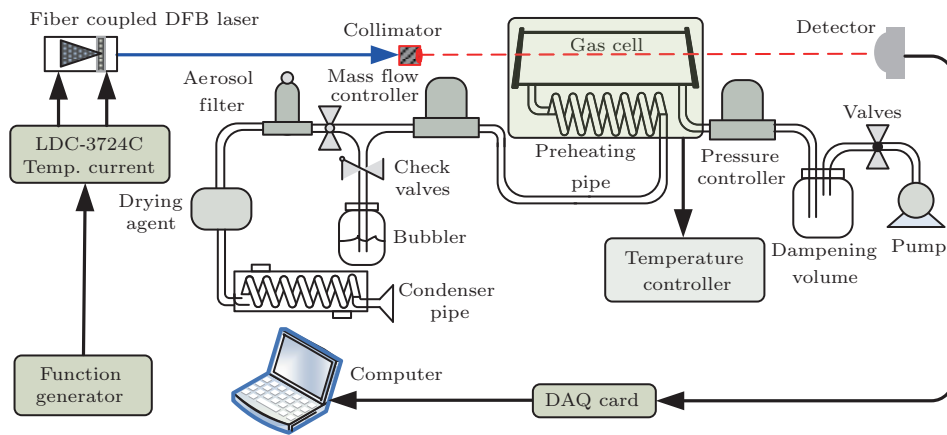 Fiber coupled DFB laser
Collimator
Gas cell
Detector
Aerosol
filter
Mass flow
controller
LDC-3724C
Temp. current
Preheating
pipe
Pressure
controller
Valves
Check
valves
Drying
agent
Bubbler
Dampening
volume
Pump
Temperature
controller
Condenser
pipe
Function
generator
Computer
DAQ card